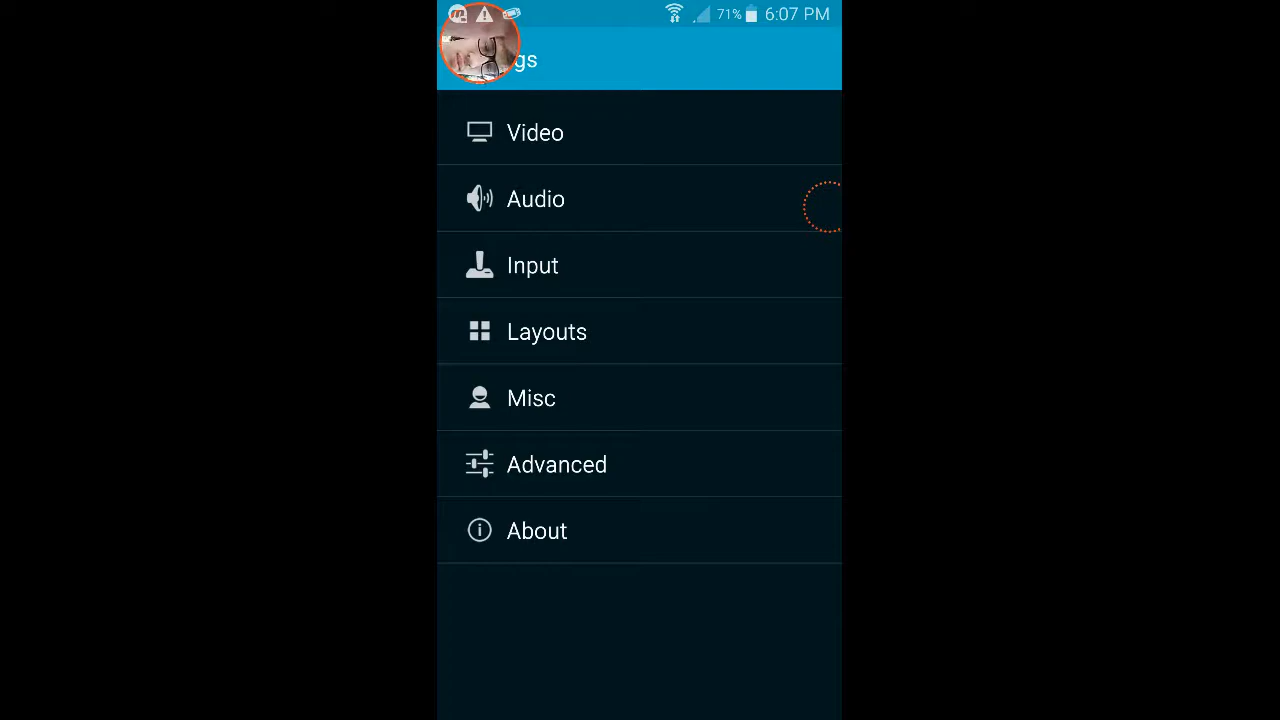 71% 6:07 PM
gs
Video
Audio
Input
Layouts
Misc
Advanced
About